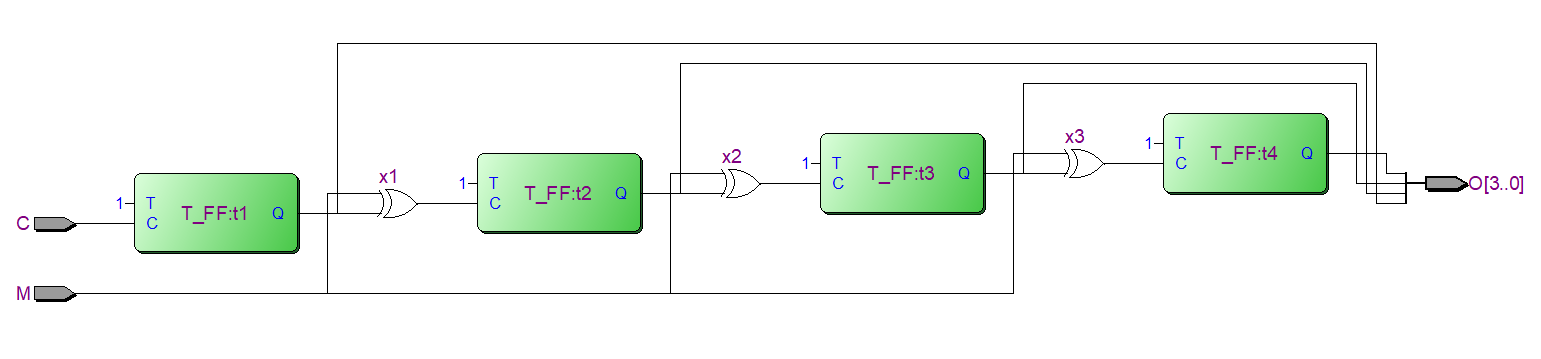 C
M
1
T
C
T_FF:t1
Q
x1
1
T
C
T_FF:t2
Q
x2
1
T
C
T_FF:t3
Q
x3
1
T
C
T_FF:t4
Q
O[3..0]